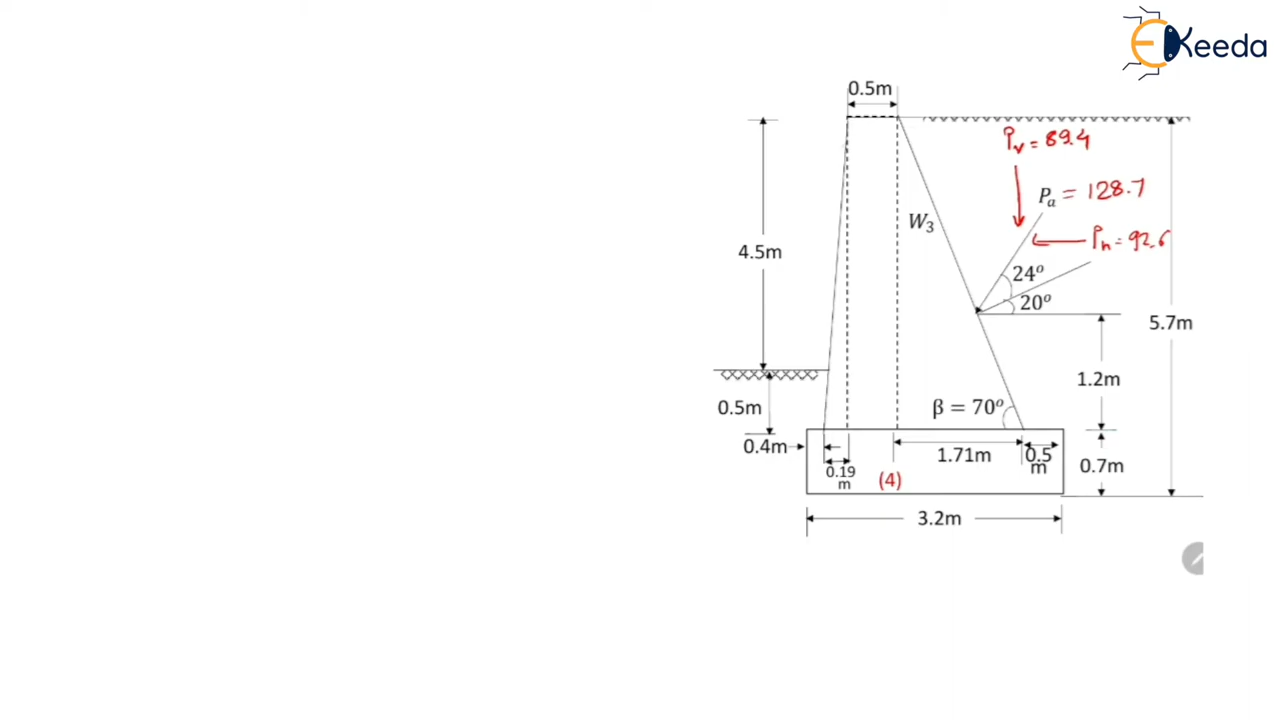 EKeeda
0.5m
Pv = 89.4
Pa = 128.7
W3
4.5m
Ph = 92.6
24°
20°
5.7m
1.2m
0.5m
β = 70°
0.4m
1.71m
0.5
m
0.7m
0.19
m
(4)
3.2m